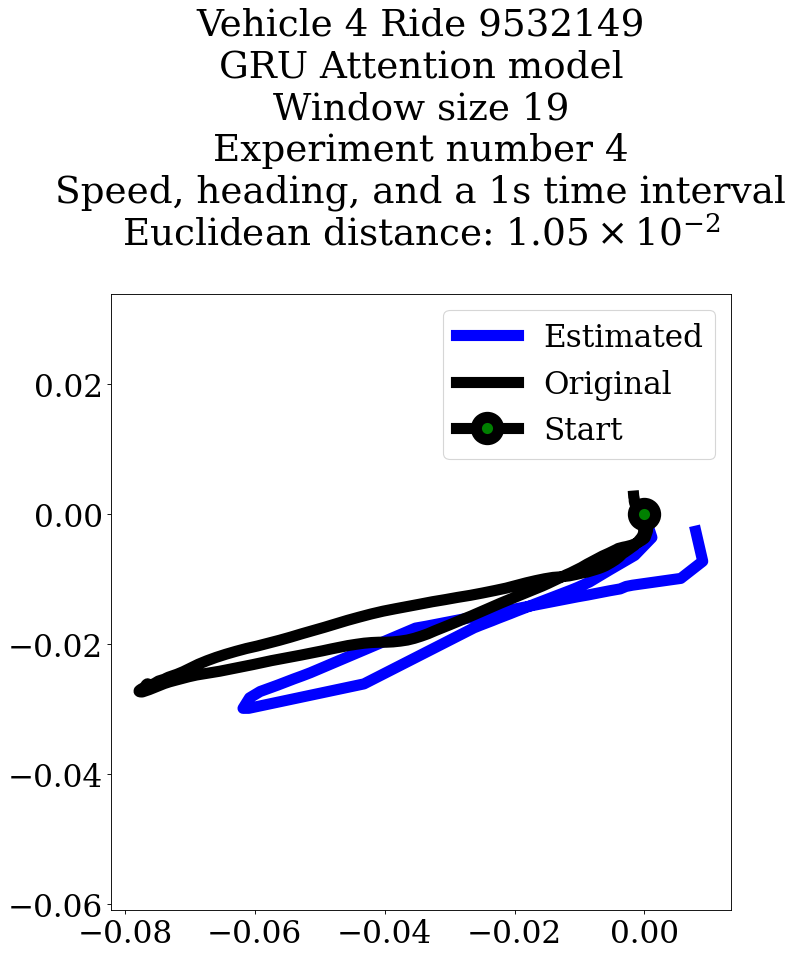 Vehicle 4 Ride 9532149
GRU Attention model
Window size 19
Experiment number 4
Speed, heading, and a 1s time interval
Euclidean distance: 1.05 × 10⁻²
Estimated
Original
Start
0.02
0.00
−0.02
−0.04
−0.06
−0.08 −0.06 −0.04 −0.02 0.00